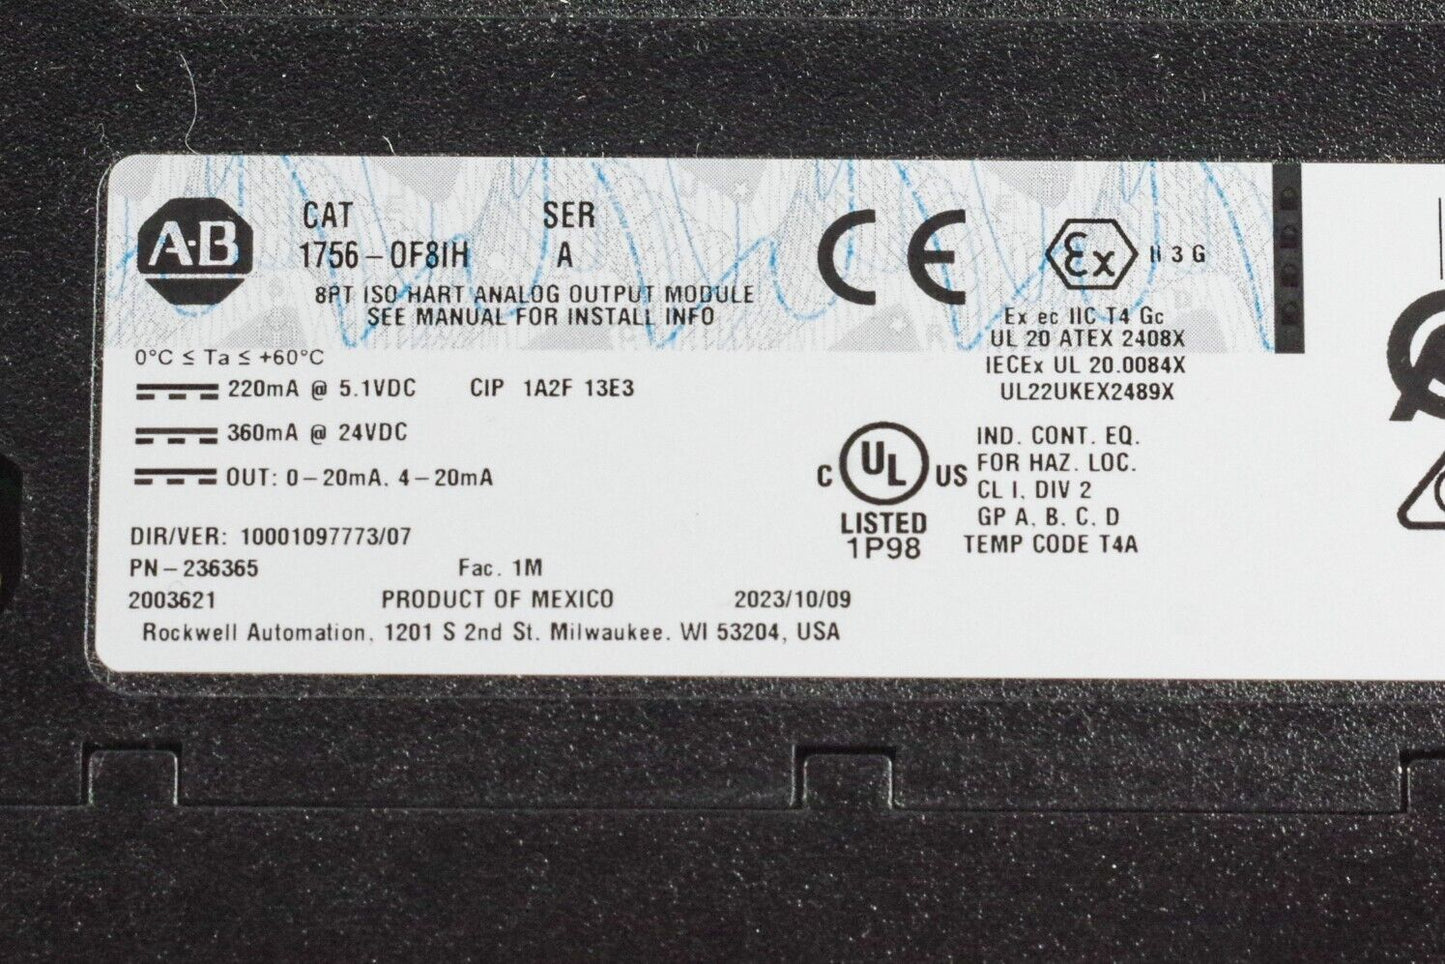 A-B
CAT SER
1756-OF8IH A
8PT ISO HART ANALOG OUTPUT MODULE
SEE MANUAL FOR INSTALL INFO
0°C ≤ Ta ≤ +60°C
220mA @ 5.1VDC CIP 1A2F 13E3
360mA @ 24VDC
OUT: 0-20mA, 4-20mA
DIR/VER: 10001097773/07
PN-236365 Fac. 1M
2003621 PRODUCT OF MEXICO 2023/10/09
Rockwell Automation, 1201 S 2nd St. Milwaukee. WI 53204, USA
CE Ex II 3 G
Ex ec IIC T4 Gc
UL 20 ATEX 2408X
IECEx UL 20.0084X
UL22UKEX2489X
C UL US
LISTED
1P98
IND. CONT. EQ.
FOR HAZ. LOC.
CL I, DIV 2
GP A, B, C, D
TEMP CODE T4A